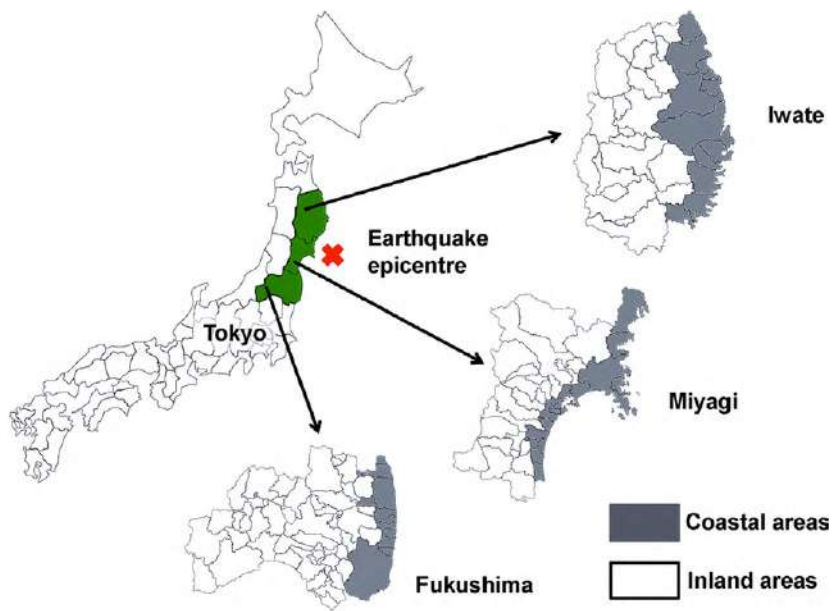 Iwate
Earthquake
epicentre
Tokyo
Miyagi
Coastal areas
Fukushima
Inland areas